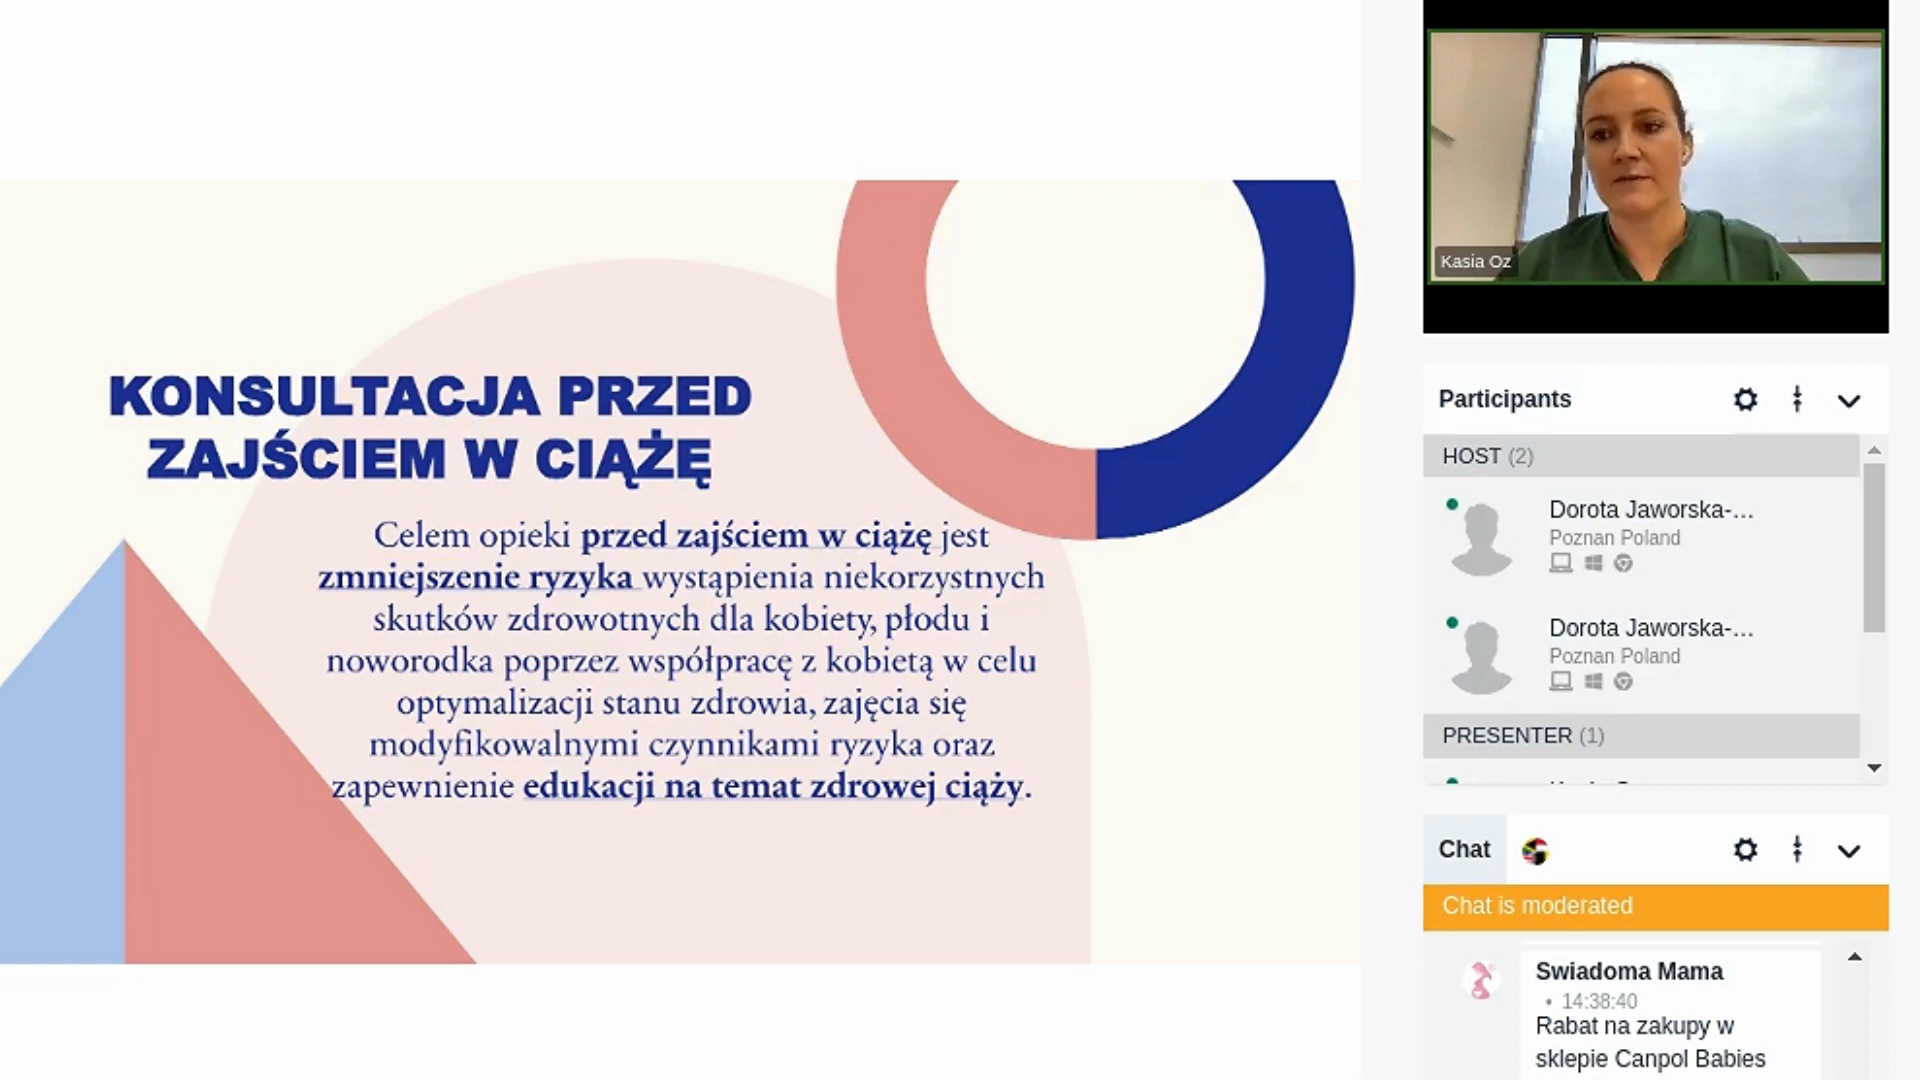 KONSULTACJA PRZED
ZAJŚCIEM W CIĄŻĘ
Celem opieki przed zajściem w ciążę jest
zmniejszenie ryzyka wystąpienia niekorzystnych
skutków zdrowotnych dla kobiety, płodu i
noworodka poprzez współpracę z kobietą w celu
optymalizacji stanu zdrowia, zajęcia się
modyfikowalnymi czynnikami ryzyka oraz
zapewnienie edukacji na temat zdrowej ciąży.
Kasia Oz
Participants
HOST (2)
Dorota Jaworska-...
Poznan Poland
Dorota Jaworska-...
Poznan Poland
PRESENTER (1)
Chat
Chat is moderated
Swiadoma Mama
• 14:38:40
Rabat na zakupy w
sklepie Canpol Babies